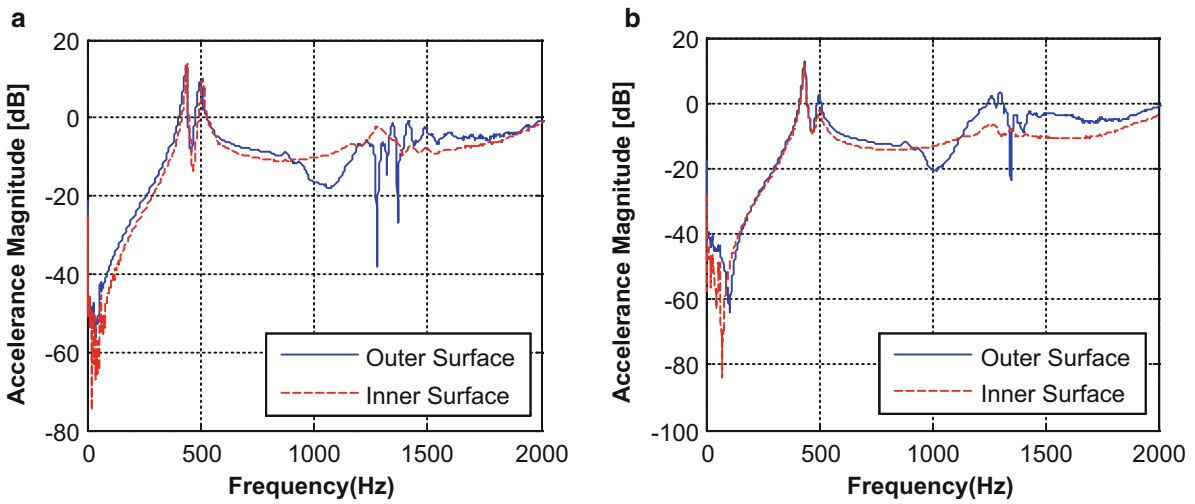 a
Accelerance Magnitude [dB]
20
0
-20
-40
-60
-80
0
500
1000
1500
2000
Frequency(Hz)
Outer Surface
Inner Surface
b
Accelerance Magnitude [dB]
20
0
-20
-40
-60
-80
-100
0
500
1000
1500
2000
Frequency(Hz)
Outer Surface
Inner Surface